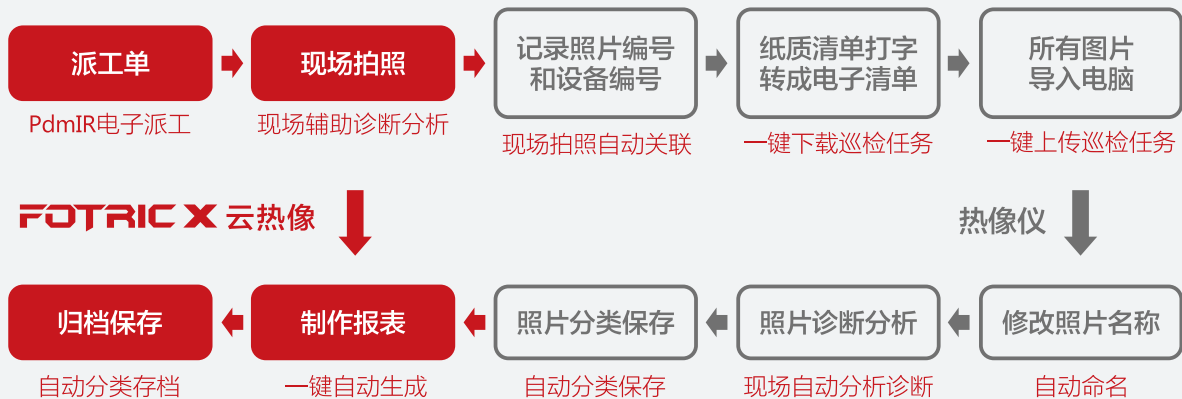 派工单
现场拍照
记录照片编号
和设备编号
纸质清单打字
转成电子清单
所有图片
导入电脑
PdmIR电子派工
现场辅助诊断分析
现场拍照自动关联
一键下载巡检任务
一键上传巡检任务
FOTRIC X 云热像
热像仪
归档保存
制作报表
照片分类保存
照片诊断分析
修改照片名称
自动分类存档
一键自动生成
自动分类保存
现场自动分析诊断
自动命名